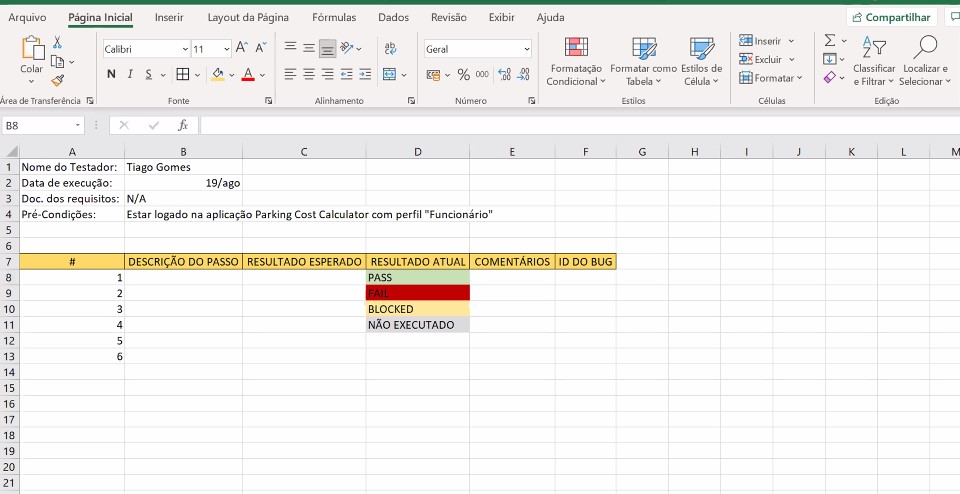 Arquivo Página Inicial Inserir Layout da Página Fórmulas Dados Revisão Exibir Ajuda Compartilhar
Colar
Calibri 11
N I S A
ab
Geral
% 000
Formatação Condicional
Formatar como Tabela
Estilos de Célula
Inserir
Excluir
Formatar
Classificar e Filtrar
Localizar e Selecionar
Área de Transferência Fonte Alinhamento Número Estilos Células Edição
B8 fx
A B C D E F G H I J K L M
1 Nome do Testador: Tiago Gomes
2 Data de execução: 19/ago
3 Doc. dos requisitos: N/A
4 Pré-Condições: Estar logado na aplicação Parking Cost Calculator com perfil "Funcionário"
5
6
7 # DESCRIÇÃO DO PASSO RESULTADO ESPERADO RESULTADO ATUAL COMENTÁRIOS ID DO BUG
8 1 PASS
9 2 FAIL
10 3 BLOCKED
11 4 NÃO EXECUTADO
12 5
13 6
14
15
16
17
18
19
20
21